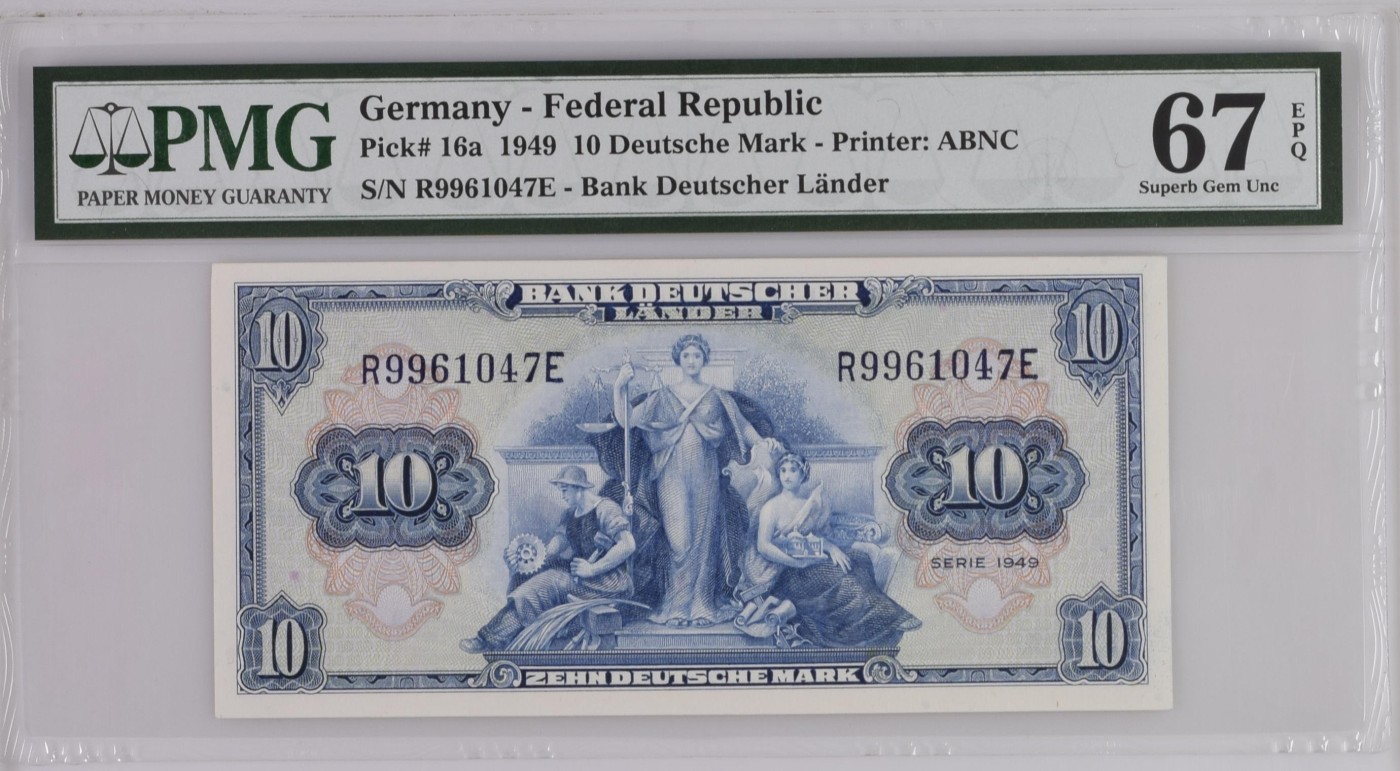 PMG
PAPER MONEY GUARANTY
Germany - Federal Republic
Pick# 16a 1949 10 Deutsche Mark - Printer: ABNC
S/N R9961047E - Bank Deutscher Länder
67
EPQ
Superb Gem Unc
BANK DEUTSCHER
LÄNDER
10 10
R9961047E R9961047E
10 10
SERIE 1949
10 10
ZEHN DEUTSCHE MARK